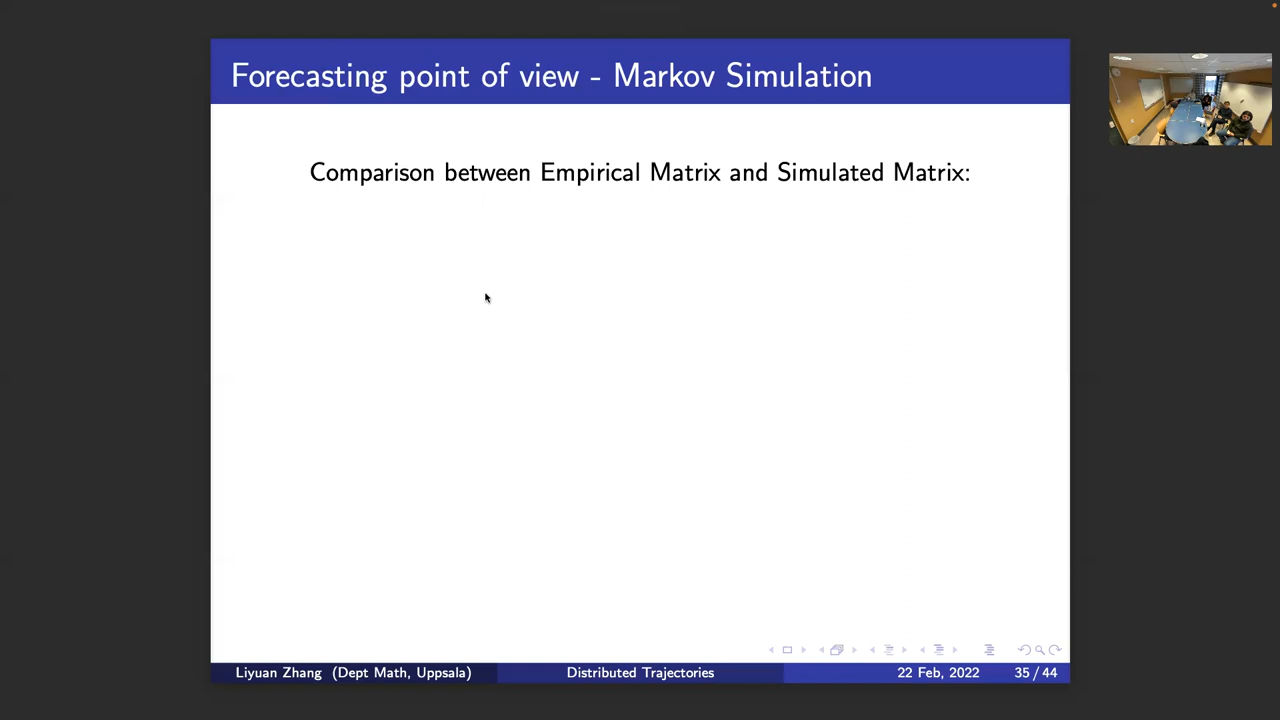 Forecasting point of view - Markov Simulation
Comparison between Empirical Matrix and Simulated Matrix:
Liyuan Zhang (Dept Math, Uppsala)
Distributed Trajectories
22 Feb, 2022
35 / 44